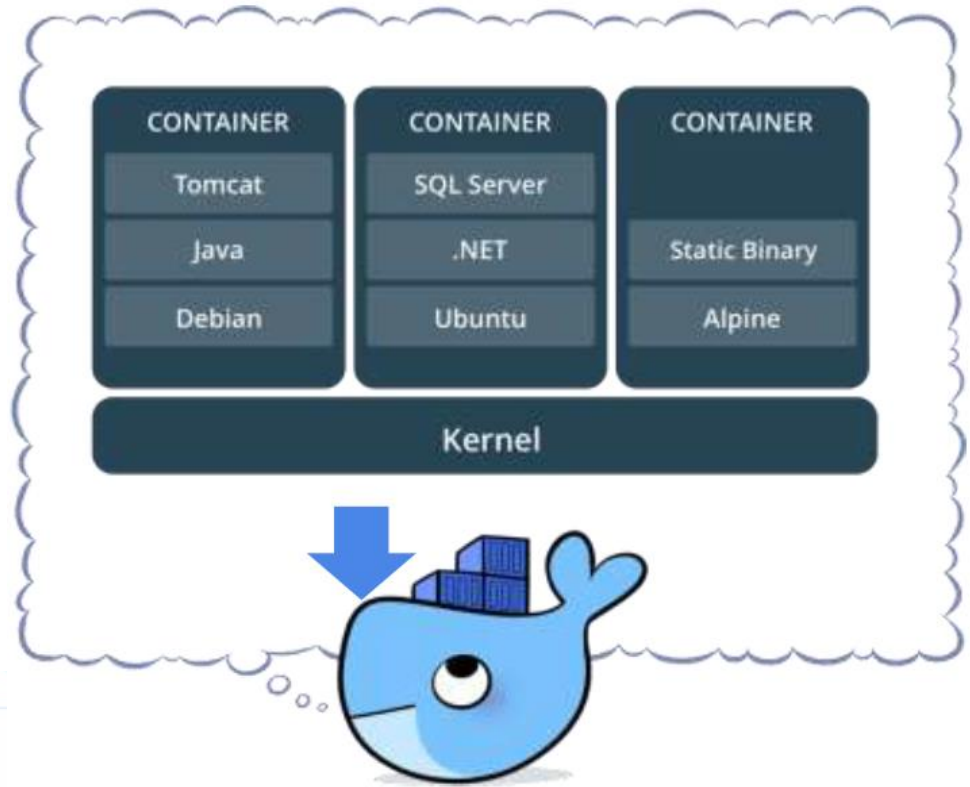 CONTAINER
Tomcat
Java
Debian
CONTAINER
SQL Server
.NET
Ubuntu
CONTAINER
Static Binary
Alpine
Kernel